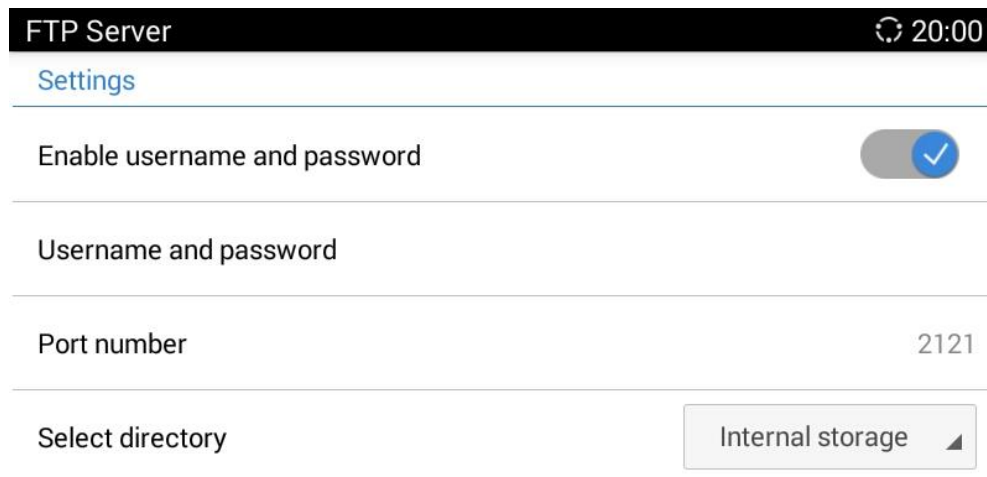 FTP Server 20:00
Settings
Enable username and password
Username and password
Port number 2121
Select directory Internal storage